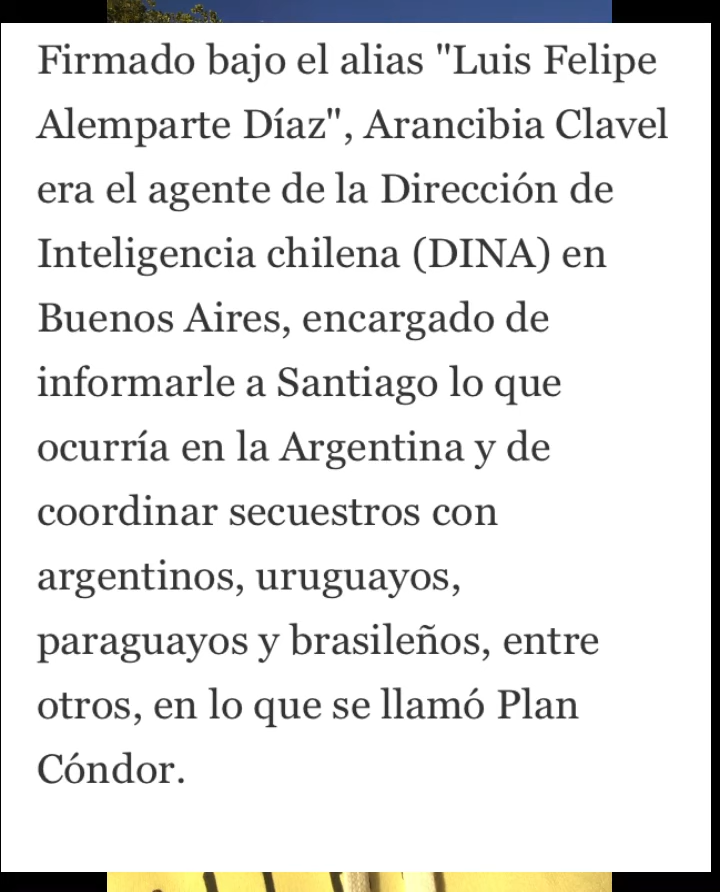 Firmado bajo el alias "Luis Felipe
Alemparte Díaz", Arancibia Clavel
era el agente de la Dirección de
Inteligencia chilena (DINA) en
Buenos Aires, encargado de
informarle a Santiago lo que
ocurría en la Argentina y de
coordinar secuestros con
argentinos, uruguayos,
paraguayos y brasileños, entre
otros, en lo que se llamó Plan
Cóndor.